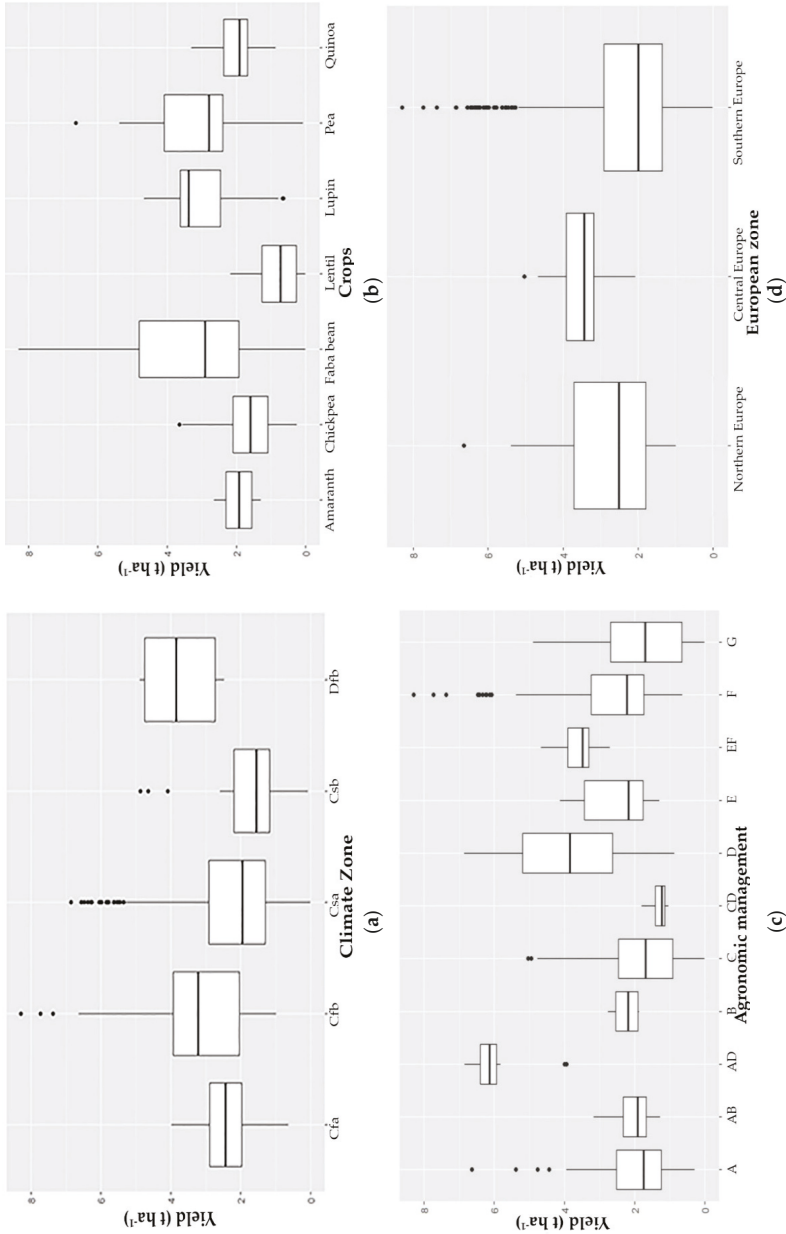 8
6
4
2
0
Yield (t ha⁻¹)
Cfa Cfb Csa Csb Dfb
Climate Zone
(a)
8
6
4
2
0
Yield (t ha⁻¹)
Amaranth Chickpea Faba bean Lentil Lupin Pea Quinoa
Crops
(b)
8
6
4
2
0
Yield (t ha⁻¹)
A AB AD B C CD D E EF F G
Agronomic management
(c)
8
6
4
2
0
Yield (t ha⁻¹)
Northern Europe Central Europe Southern Europe
European zone
(d)